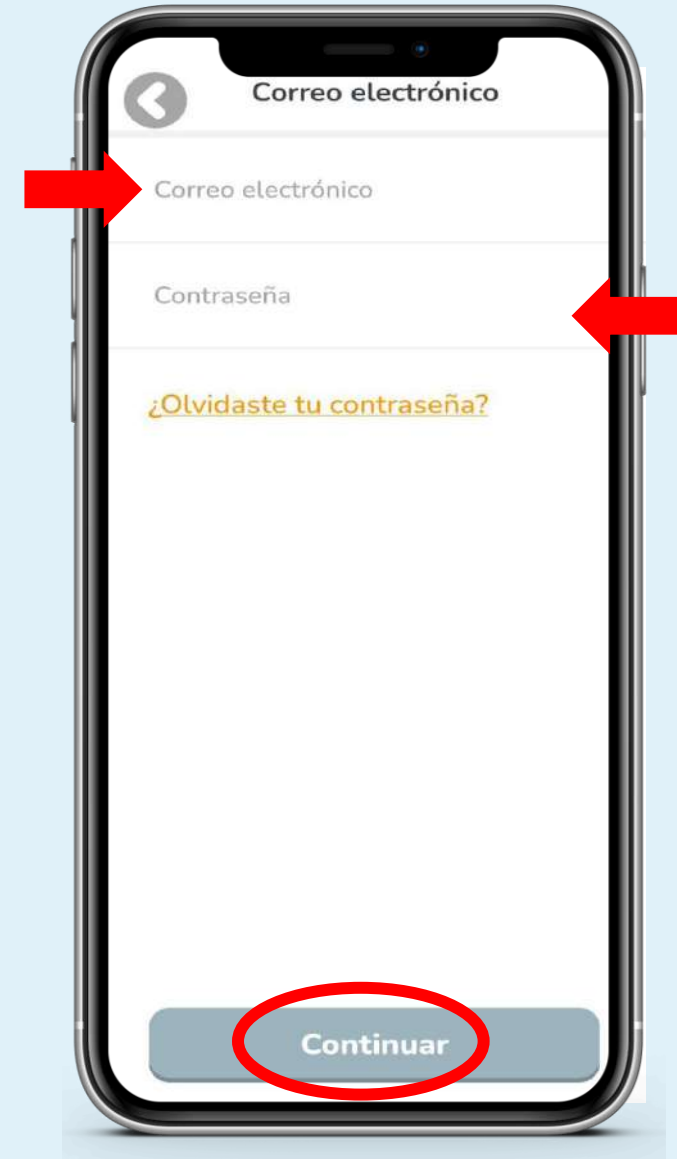 Correo electrónico
Correo electrónico
Contraseña
¿Olvidaste tu contraseña?
Continuar